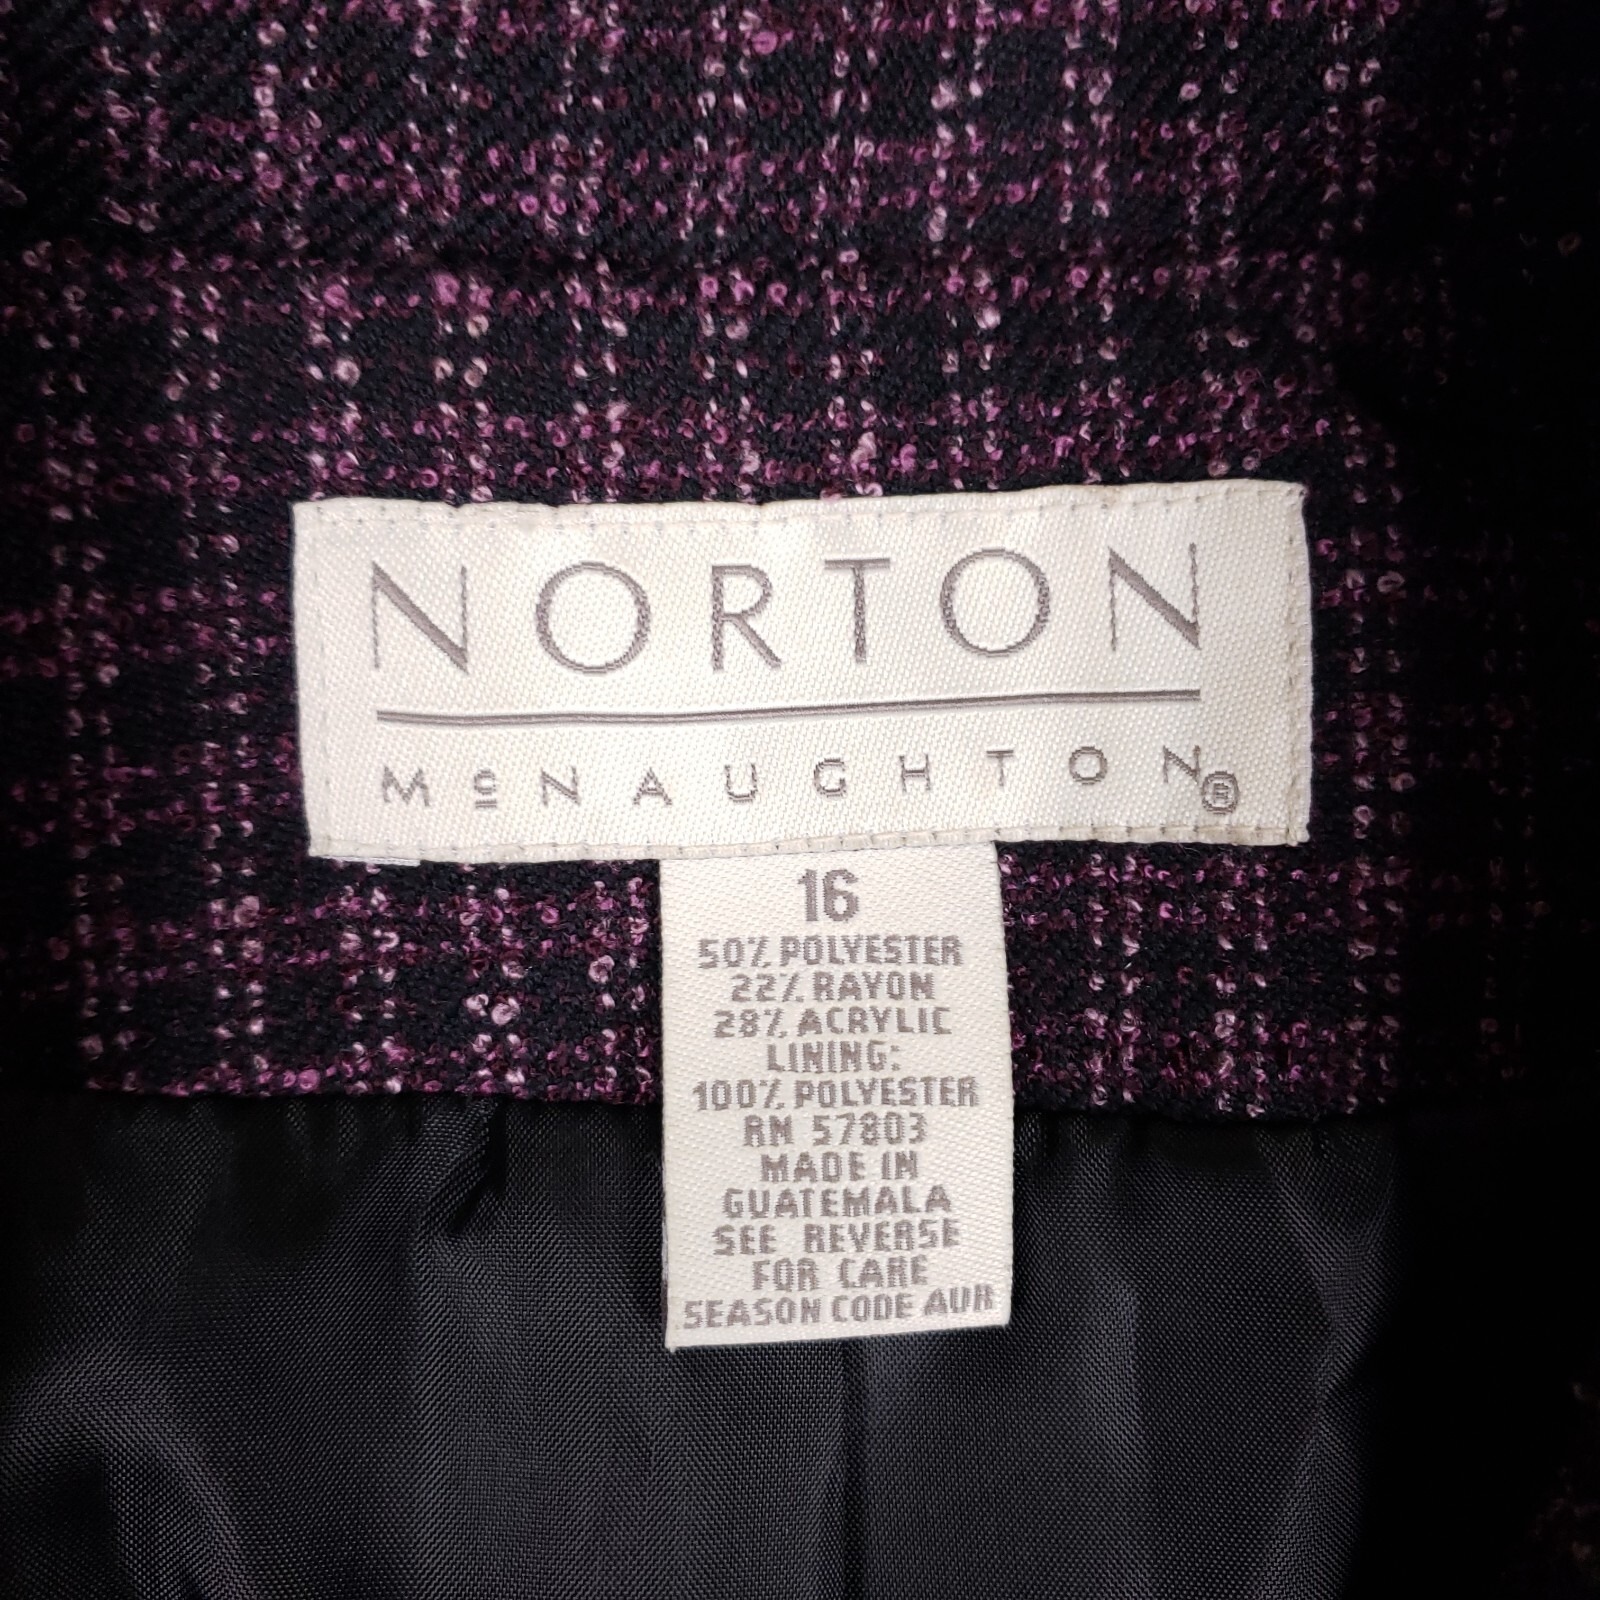 NORTON
McNAUGHTON®
16
50% POLYESTER
22% RAYON
28% ACRYLIC
LINING:
100% POLYESTER
RN 57803
MADE IN
GUATEMALA
SEE REVERSE
FOR CARE
SEASON CODE AUR